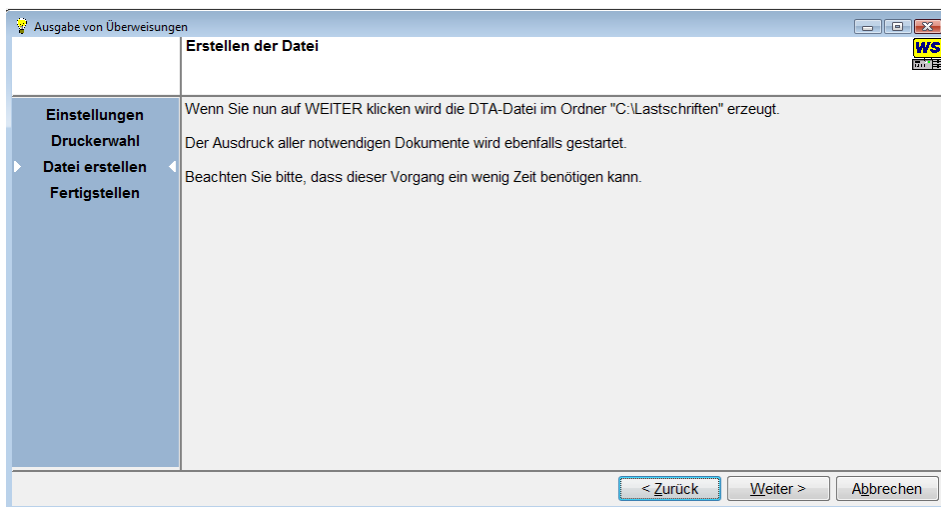 Ausgabe von Überweisunge
Erstellen der Datei
WS
Einstellungen
Druckerwahl
Datei erstellen
Fertigstellen
Wenn Sie nun auf WEITER klicken wird die DTA-Datei im Ordner "C:\Lastschriften" erzeugt.
Der Ausdruck aller notwendigen Dokumente wird ebenfalls gestartet.
Beachten Sie bitte, dass dieser Vorgang ein wenig Zeit benötigen kann.
< Zurück
Weiter >
Abbrechen